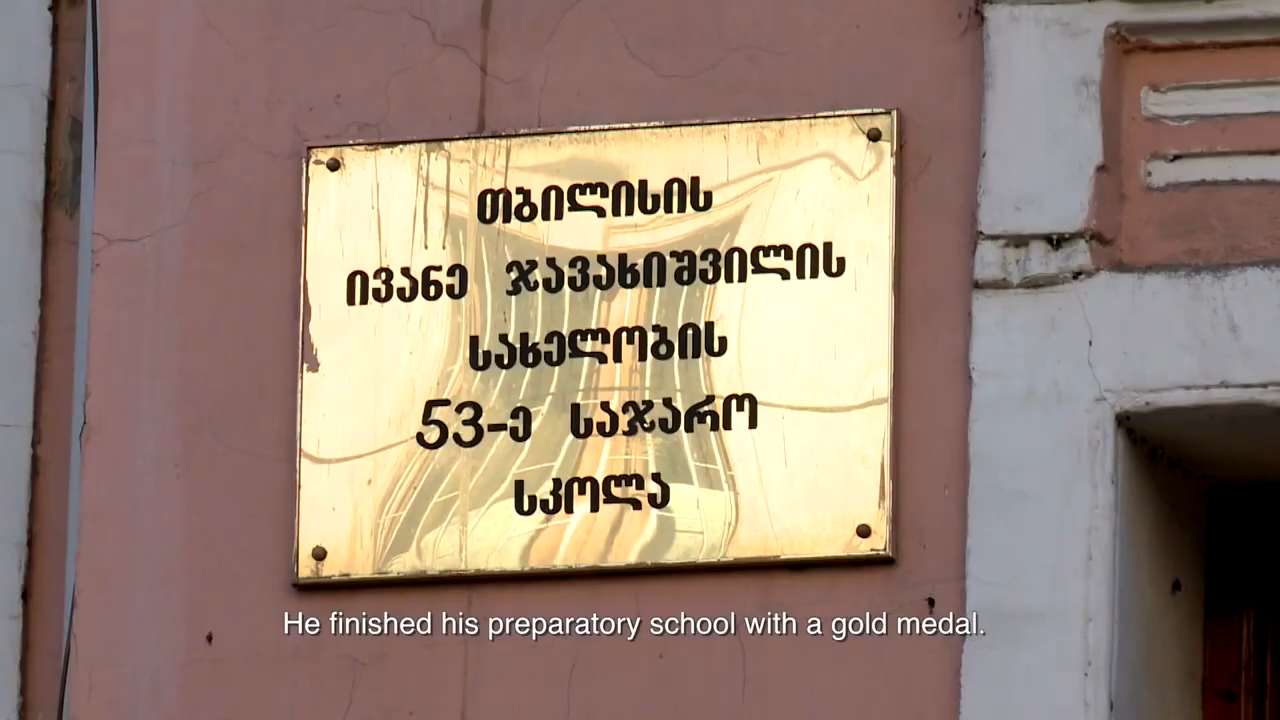 თბილისის
ივანე ჯავახიშვილის
სახელობის
53-ე საჯარო
სკოლა
He finished his preparatory school with a gold medal.